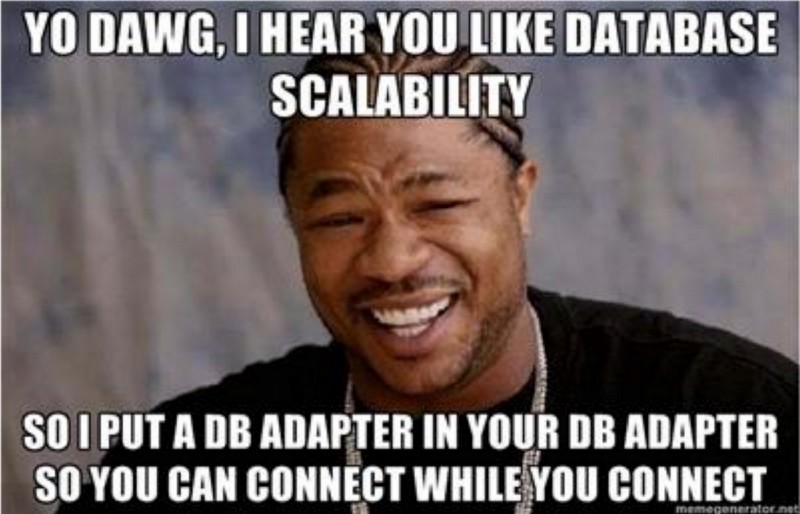 YO DAWG, I HEAR YOU LIKE DATABASE
SCALABILITY
SO I PUT A DB ADAPTER IN YOUR DB ADAPTER
SO YOU CAN CONNECT WHILE YOU CONNECT
memegenerator.net